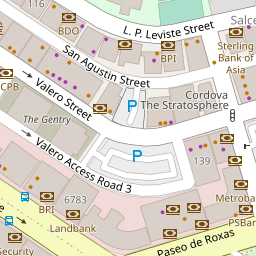 116
BDO
L. P. Leviste Street
Salce
San Agustin Street
BPI
Sterling
Bank of
Asia
CPB
Valero Street
P
Cordova
The Stratosphere
The Gentry
P
139
Valero Access Road 3
BPI
6783
Landbank
Metroba
PSBan
Security
Paseo de Roxas